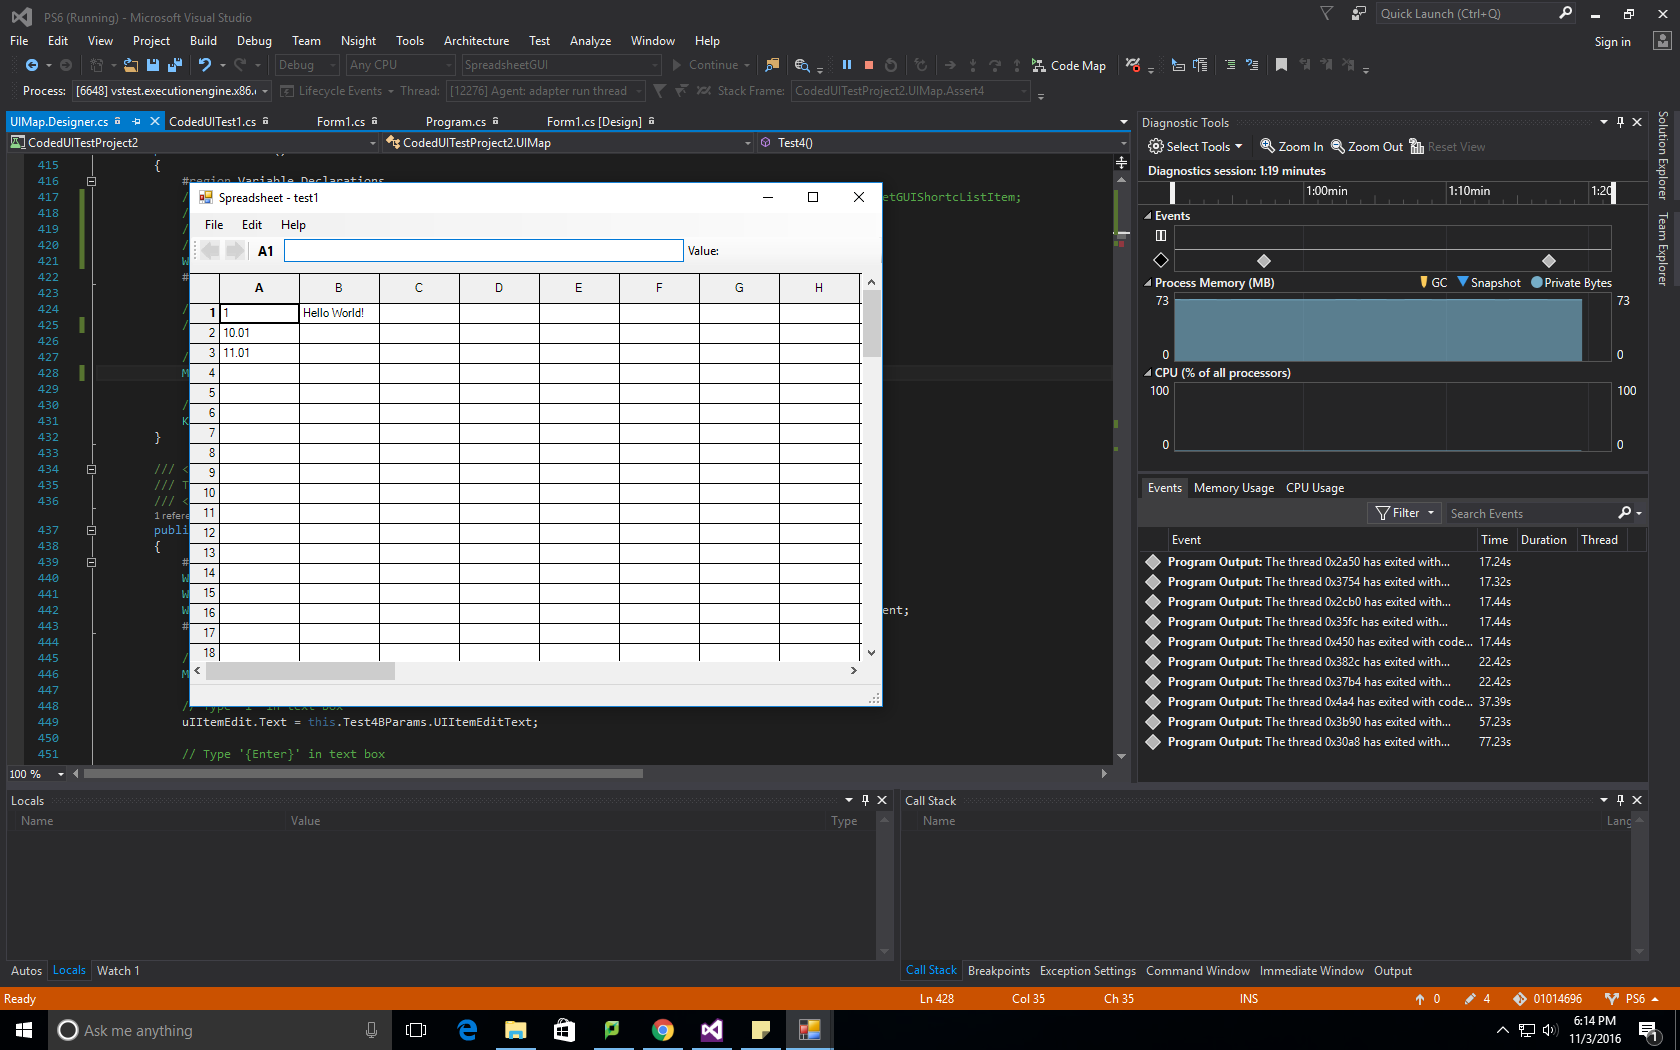 PS6 (Running) - Microsoft Visual Studio
Quick Launch (Ctrl+Q)
File Edit View Project Build Debug Team Nsight Tools Architecture Test Analyze Window Help
Sign in
Debug Any CPU SpreadsheetGUI Continue Code Map
Process: [6648] vstest.executionengine.x86. Lifecycle Events Thread: [12276] Agent: adapter run thread Stack Frame: CodedUITestProject2.UIMap.Assert4
UIMap.Designer.cs CodedUITest1.cs Form1.cs Program.cs Form1.cs [Design]
CodedUITestProject2 CodedUITestProject2.UIMap Test4()
415 {
416 #region Variable Declarations
417 // etGUIShortcListItem;
418 /
419 /
420 /
421 W
422 #
423
424 /
425 /
426
427 /
428 M
429
430 /
431 K
432 }
433
434 /// <
435 /// T
436 /// <
1 refere
437 publi
438 {
439 #
440 W
441 W
442 W ent;
443 #
444
445 /
446 M
447
448 // Type '1' in text box
449 uIItemEdit.Text = this.Test4BParams.UIItemEditText;
450
451 // Type '{Enter}' in text box
100 %
Spreadsheet - test1
File Edit Help
A1 Value:
A B C D E F G H
1 1 Hello World!
2 10.01
3 11.01
4
5
6
7
8
9
10
11
12
13
14
15
16
17
18
Diagnostic Tools
Select Tools Zoom In Zoom Out Reset View
Diagnostics session: 1:19 minutes
1:00min 1:10min 1:20
Events
Process Memory (MB) GC Snapshot Private Bytes
73 73
0 0
CPU (% of all processors)
100 100
0 0
Events Memory Usage CPU Usage
Filter Search Events
Event Time Duration Thread
Program Output: The thread 0x2a50 has exited with... 17.24s
Program Output: The thread 0x3754 has exited with... 17.32s
Program Output: The thread 0x2cb0 has exited with... 17.44s
Program Output: The thread 0x35fc has exited with... 17.44s
Program Output: The thread 0x450 has exited with code... 17.44s
Program Output: The thread 0x382c has exited with... 22.42s
Program Output: The thread 0x37b4 has exited with... 22.42s
Program Output: The thread 0x4a4 has exited with code... 37.39s
Program Output: The thread 0x3b90 has exited with... 57.23s
Program Output: The thread 0x30a8 has exited with... 77.23s
Solution Explorer
Team Explorer
Locals
Name Value Type
Autos Locals Watch 1
Call Stack
Name Lang
Call Stack Breakpoints Exception Settings Command Window Immediate Window Output
Ready Ln 428 Col 35 Ch 35 INS 0 4 01014696 PS6
Ask me anything
6:14 PM
11/3/2016
1